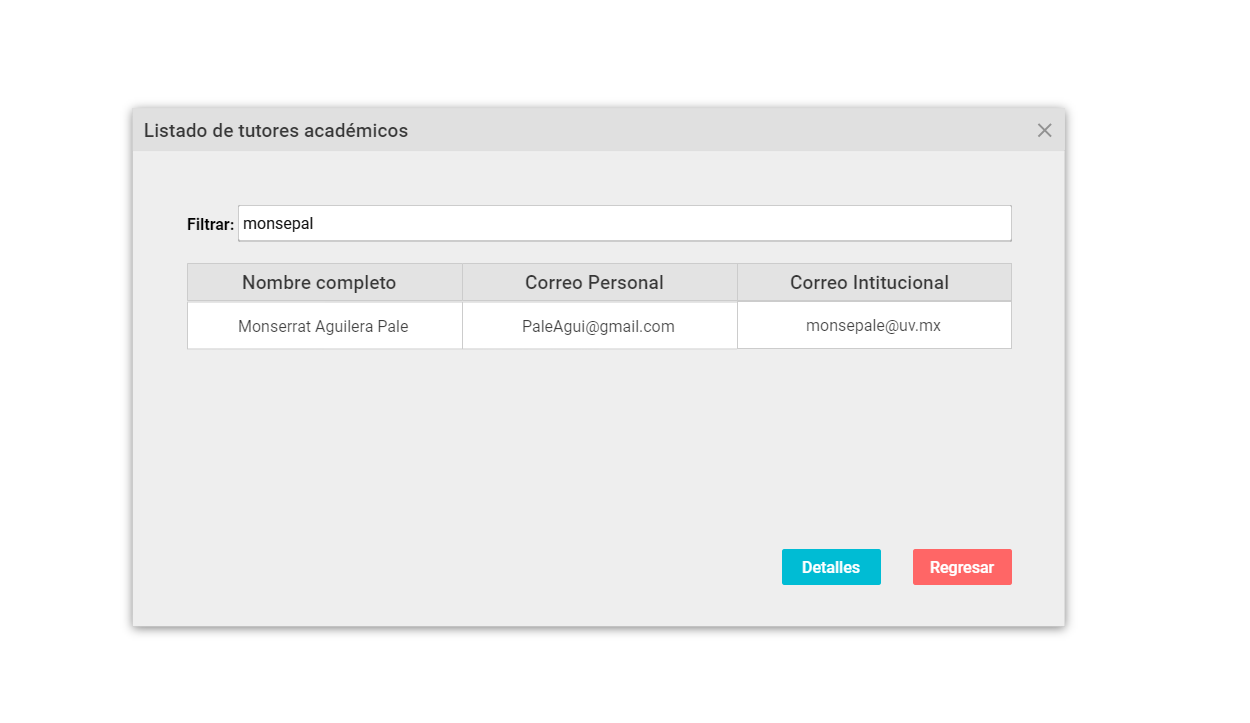 Listado de tutores académicos
Filtrar: monsepal
Nombre completo Correo Personal Correo Intitucional
Monserrat Aguilera Pale PaleAgui@gmail.com monsepale@uv.mx
Detalles Regresar